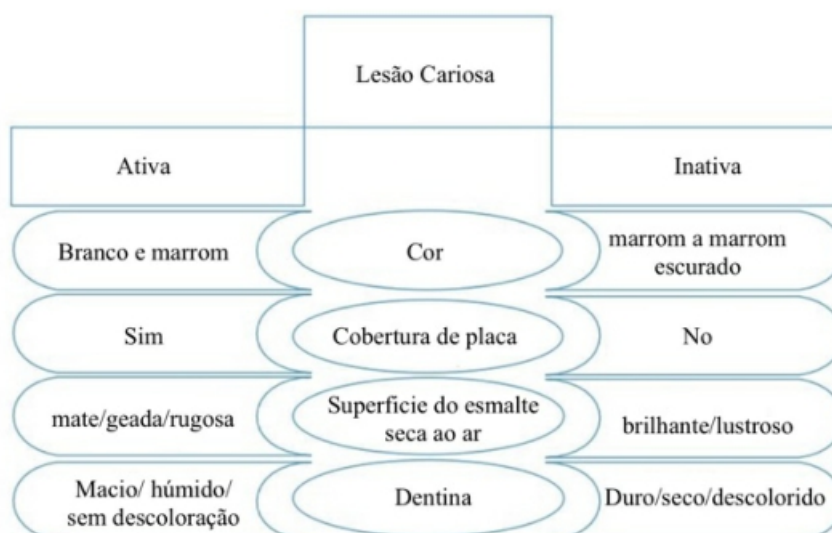 Lesão Cariosa
Ativa
Inativa
Branco e marrom
Cor
marrom a marrom
escurado
Sim
Cobertura de placa
No
mate/geada/rugosa
Superficie do esmalte
seca ao ar
brilhante/lustroso
Macio/ húmido/
sem descoloração
Dentina
Duro/seco/descolorido